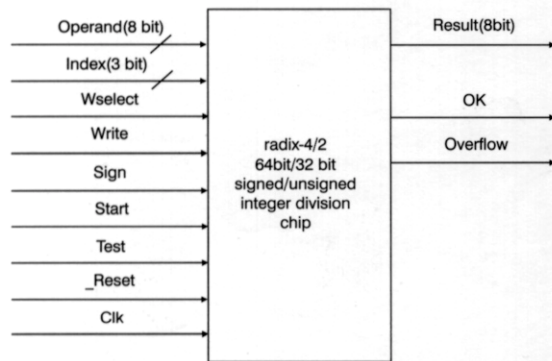 Operand(8 bit)
Index(3 bit)
Wselect
Write
Sign
Start
Test
_Reset
Clk
radix-4/2
64bit/32 bit
signed/unsigned
integer division
chip
Result(8bit)
OK
Overflow